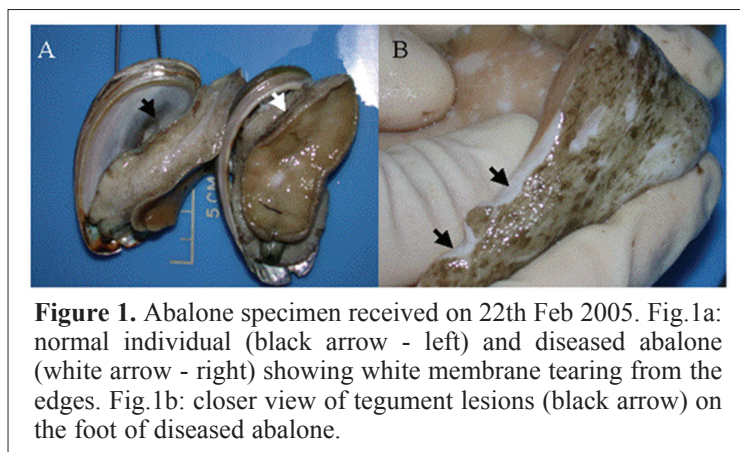 A
B
5 CM
Figure 1. Abalone specimen received on 22th Feb 2005. Fig.1a:
normal individual (black arrow - left) and diseased abalone
(white arrow - right) showing white membrane tearing from the
edges. Fig.1b: closer view of tegument lesions (black arrow) on
the foot of diseased abalone.